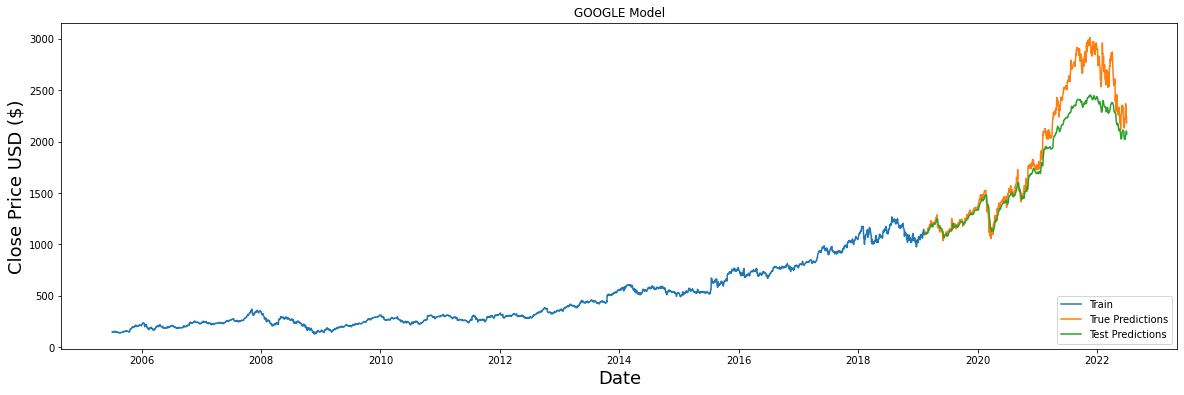 GOOGLE Model
Close Price USD ($)
3000
2500
2000
1500
1000
500
0
2006 2008 2010 2012 2014 2016 2018 2020 2022
Date
Train
True Predictions
Test Predictions